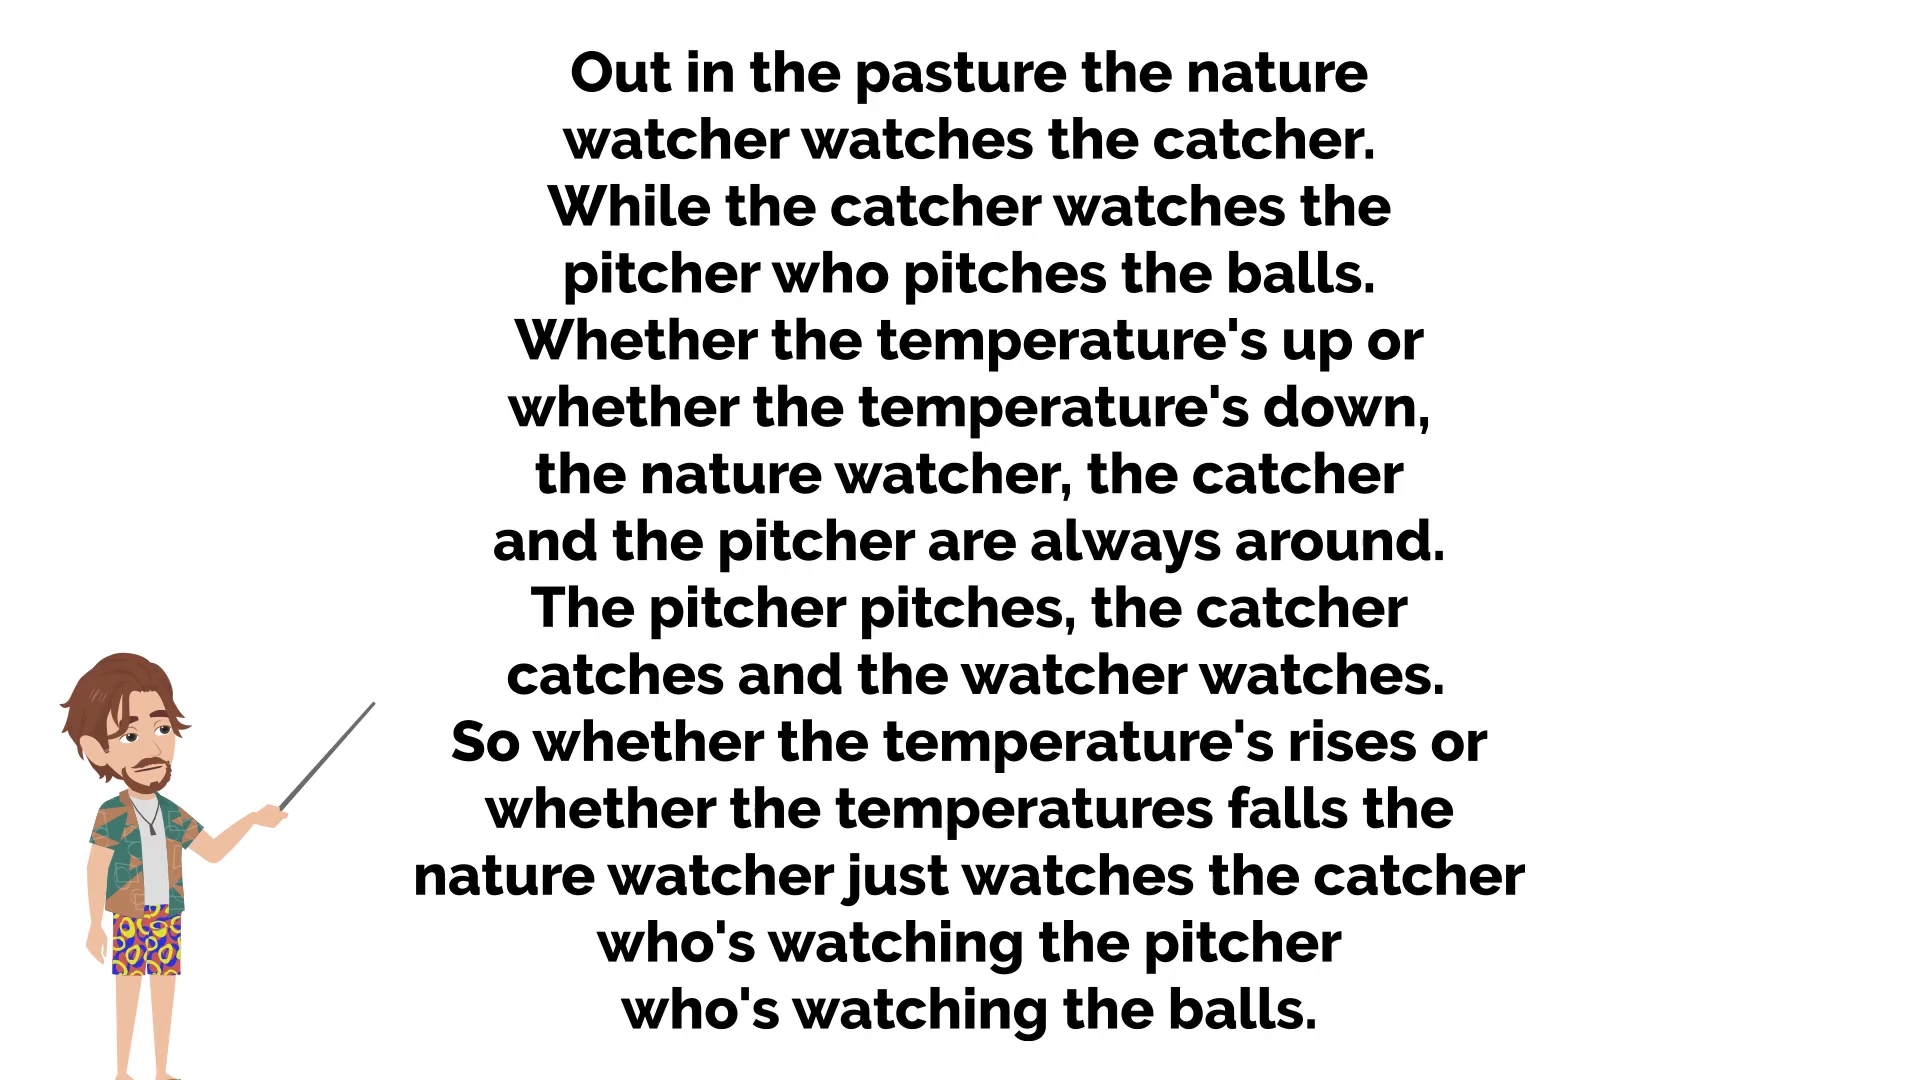 Out in the pasture the nature
watcher watches the catcher.
While the catcher watches the
pitcher who pitches the balls.
Whether the temperature's up or
whether the temperature's down,
the nature watcher, the catcher
and the pitcher are always around.
The pitcher pitches, the catcher
catches and the watcher watches.
So whether the temperature's rises or
whether the temperatures falls the
nature watcher just watches the catcher
who's watching the pitcher
who's watching the balls.